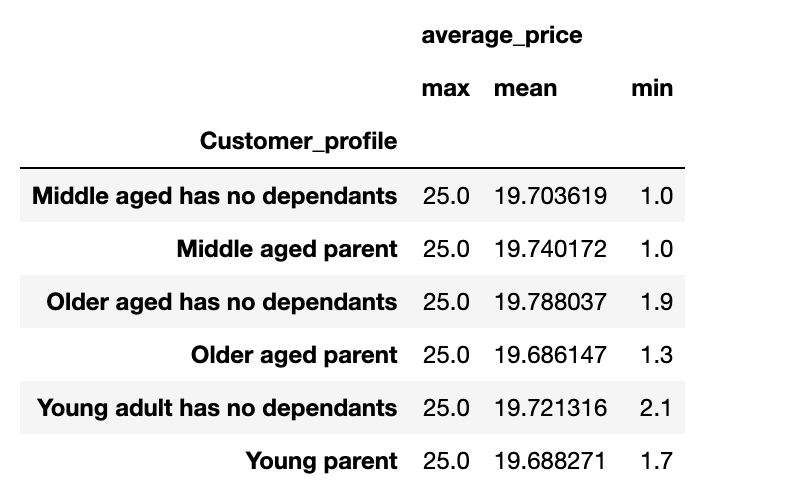 average_price
max mean min
Customer_profile
Middle aged has no dependants 25.0 19.703619 1.0
Middle aged parent 25.0 19.740172 1.0
Older aged has no dependants 25.0 19.788037 1.9
Older aged parent 25.0 19.686147 1.3
Young adult has no dependants 25.0 19.721316 2.1
Young parent 25.0 19.688271 1.7